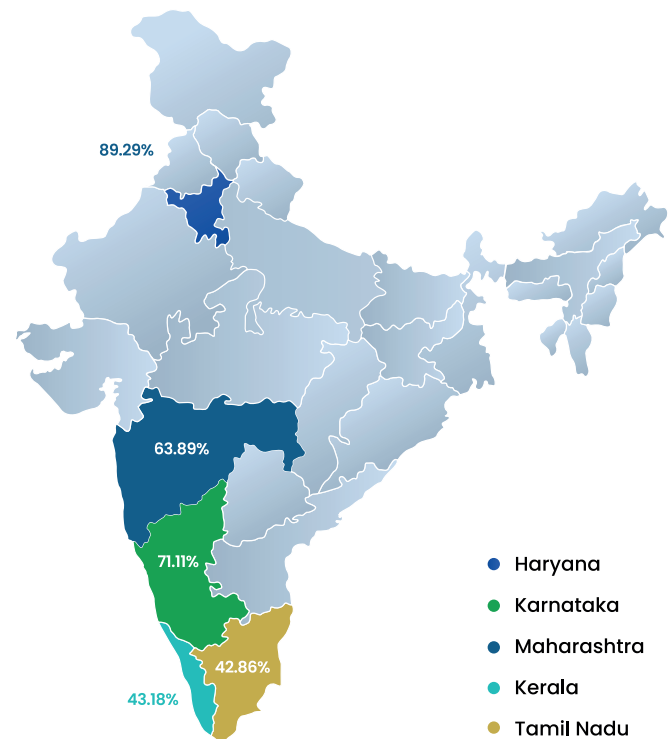 89.29%
63.89%
71.11%
42.86%
43.18%
Haryana
Karnataka
Maharashtra
Kerala
Tamil Nadu